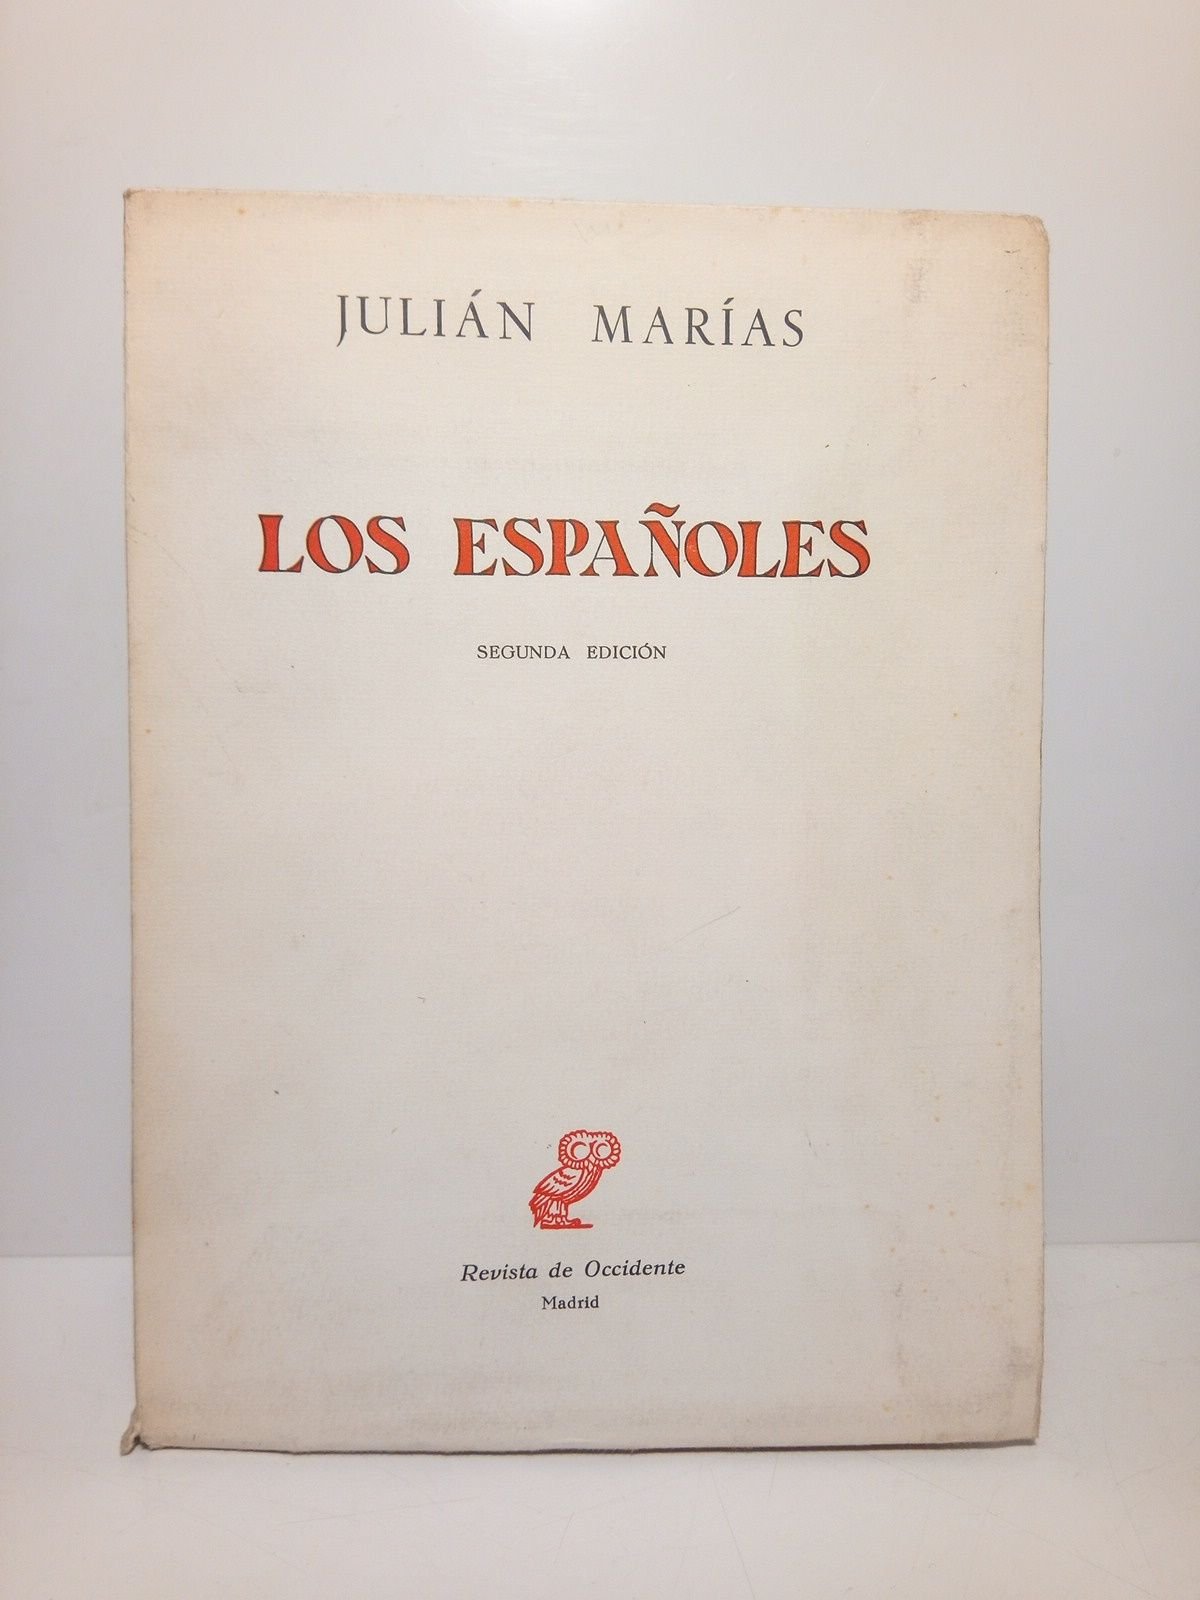 JULIÁN MARÍAS
LOS ESPAÑOLES
SEGUNDA EDICIÓN
Revista de Occidente
Madrid